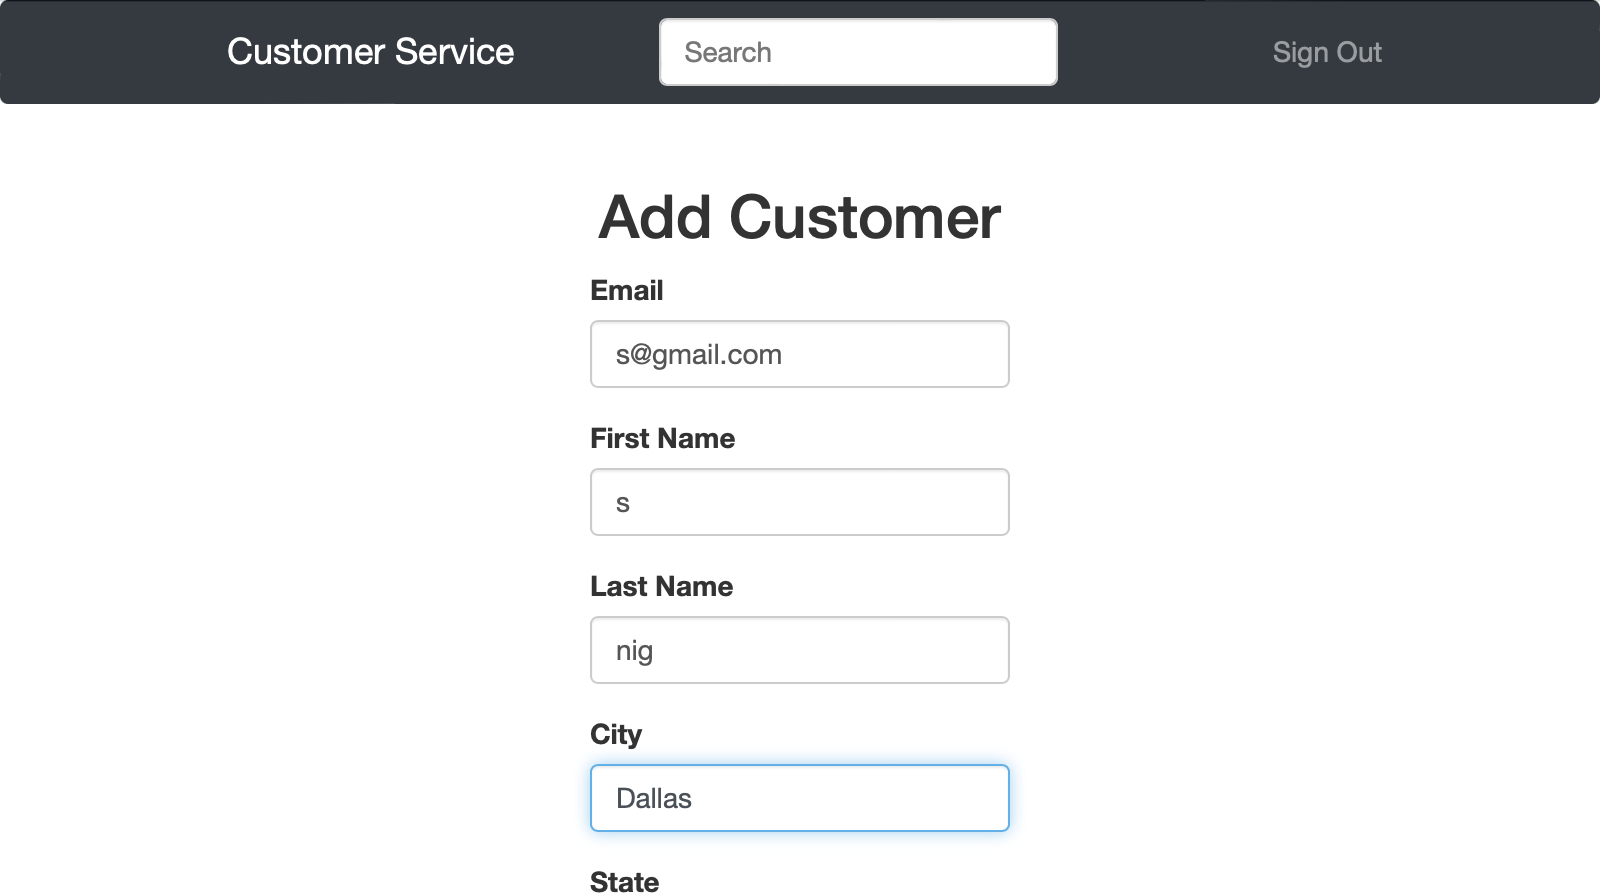 Customer Service
Search
Sign Out
Add Customer
Email
s@gmail.com
First Name
s
Last Name
nig
City
Dallas
State